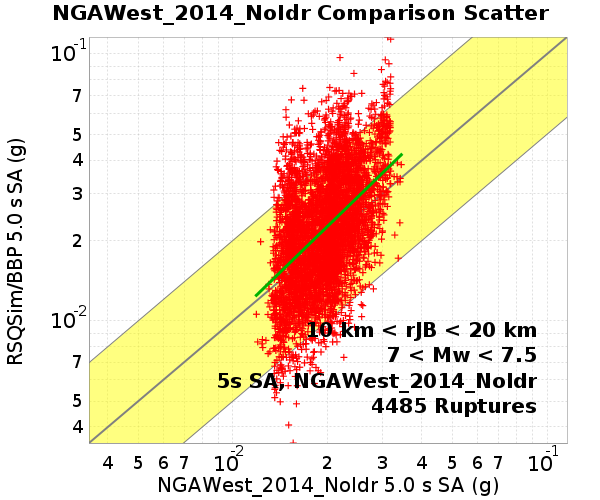 NGAWest_2014_NoIdr Comparison Scatter
RSQSim/BBP 5.0 s SA (g)
10⁻¹
7
5
4
3
2
10⁻²
7
5
4
10 km < rJB < 20 km
7 < Mw < 7.5
5s SA, NGAWest_2014_NoIdr
4485 Ruptures
4 5 6 7 10⁻² 2 3 4 5 6 7 10⁻¹
NGAWest_2014_NoIdr 5.0 s SA (g)